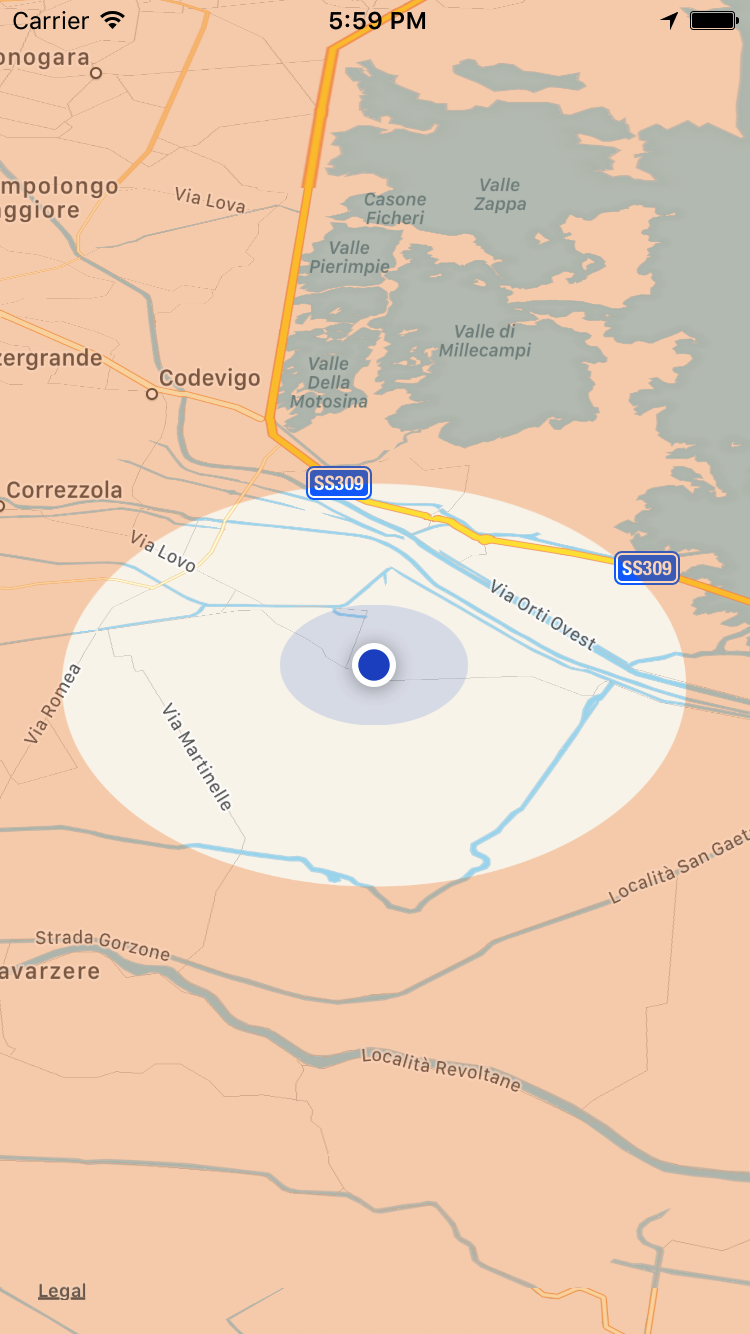 Carrier
5:59 PM
onogara
mpolongo
aggiore
Via Lova
Casone
Ficheri
Valle
Zappa
Valle
Pierimpie
Valle di
Millecampi
zergrande
Codevigo
Valle
Della
Motosina
Correzzola
SS309
Via Lovo
SS309
Via Orti Ovest
Via Romea
Via Martinelle
Località San Gaet
Strada Gorzone
avarzere
Località Revoltane
Legal